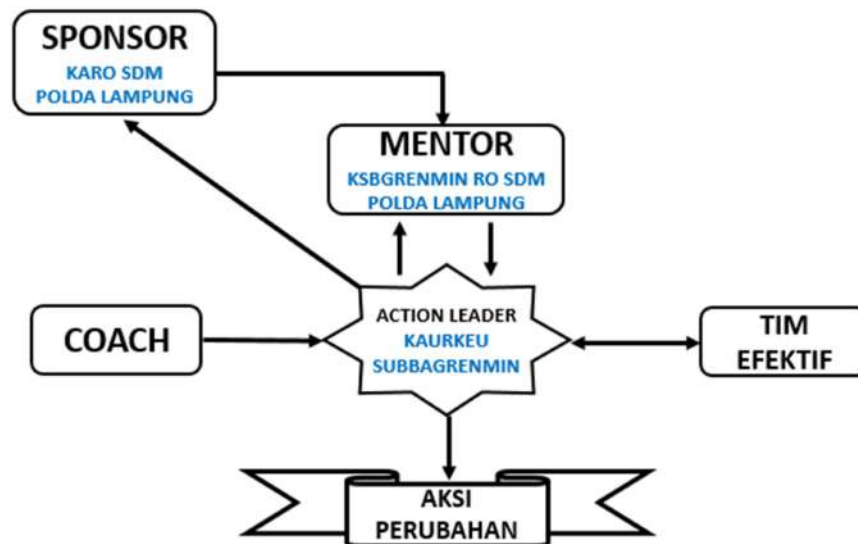 SPONSOR
KARO SDM
POLDA LAMPUNG
MENTOR
KSBGRENMIN RO SDM
POLDA LAMPUNG
ACTION LEADER
KAURKEU
SUBBAGRENMIN
COACH
TIM
EFEKTIF
AKSI
PERUBAHAN